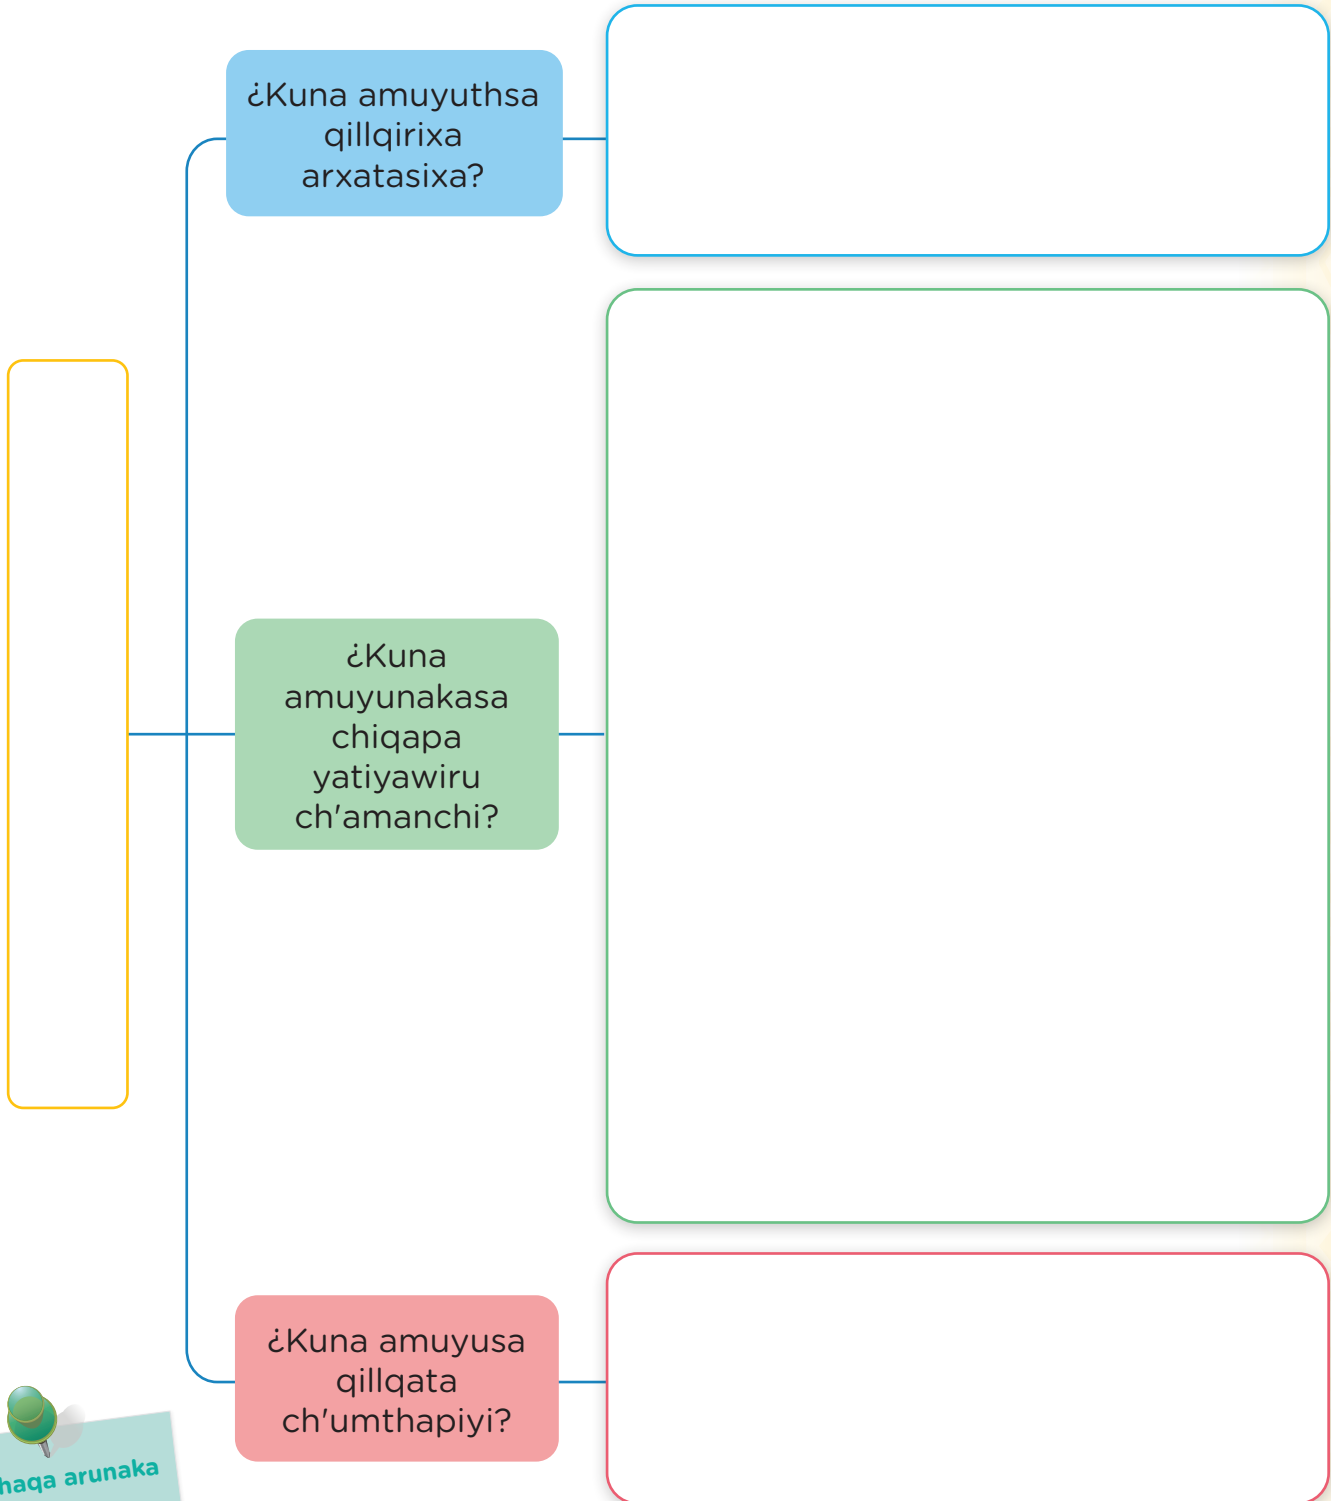 ¿Kuna amuyuthsa
qillqirixa
arxatasixa?
¿Kuna
amuyunakasa
chiqapa
yatiyawiru
ch'amanchi?
¿Kuna amuyusa
qillqata
ch'umthapiyi?
arunaka